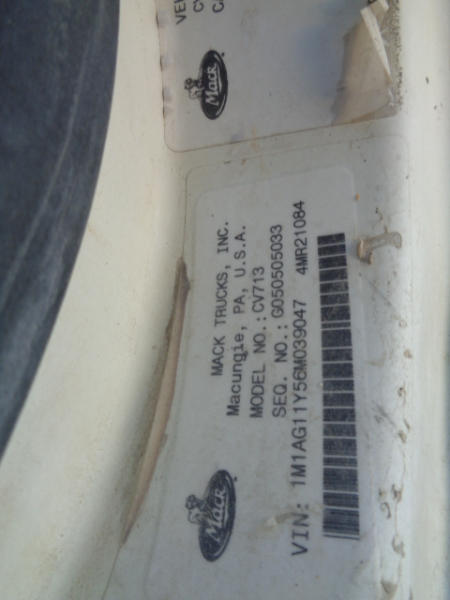 MACK
MACK TRUCKS, INC.
Macungie, PA, U.S.A.
MODEL NO.: CV713
SEQ. NO.: G050505033
VIN: 1M1AG11Y56M039047 4MR21084
MACK